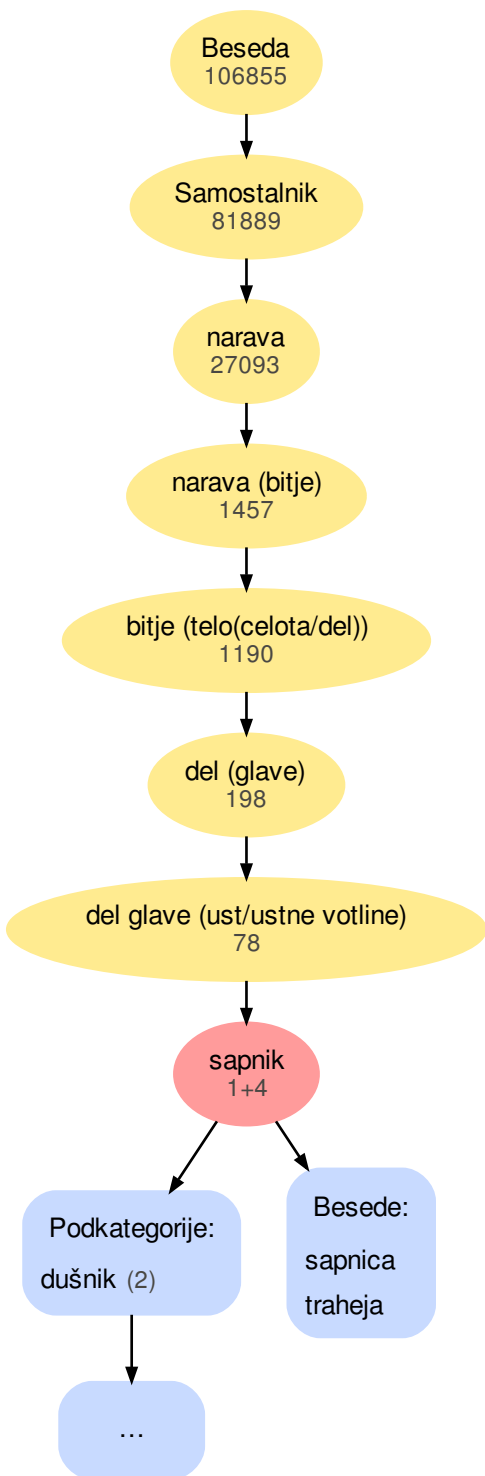 Beseda
106855
Samostalnik
81889
narava
27093
narava (bitje)
1457
bitje (telo(celota/del))
1190
del (glave)
198
del glave (ust/ustne votline)
78
sapnik
1+4
Podkategorije:
dušnik (2)
Besede:
sapnica
traheja
...